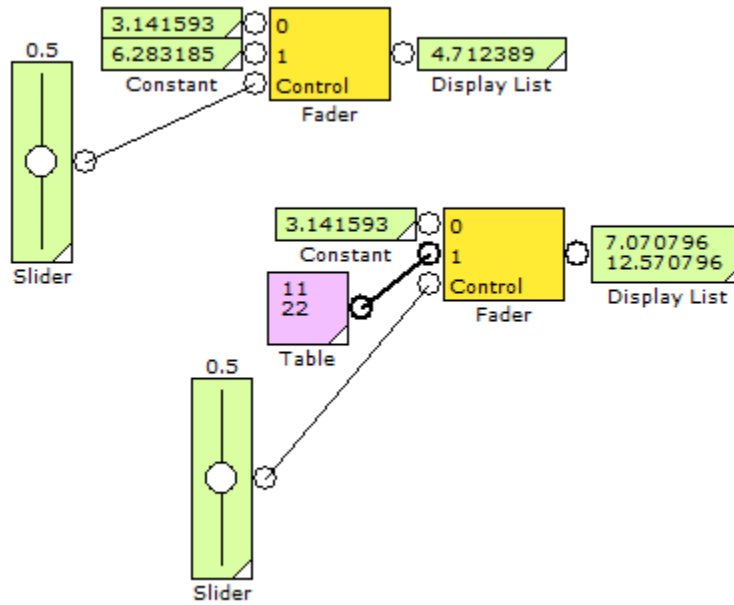 0.5
3.141593
0
6.283185
1
4.712389
Constant
Control
Display List
Fader
Slider
3.141593
0
Constant
1
7.070796
12.570796
11
22
Control
Display List
Fader
Table
0.5
Slider